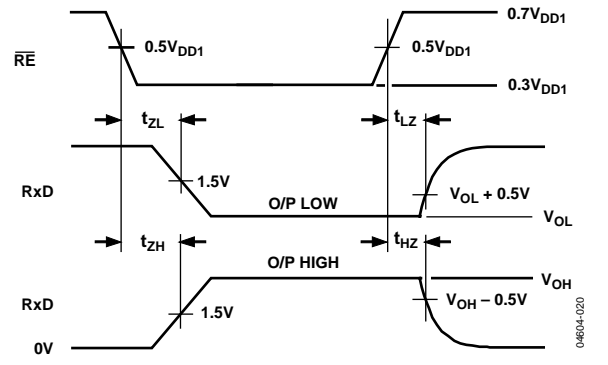 0.7VDD1
RE
0.5VDD1
0.5VDD1
0.3VDD1
tZL
tLZ
RxD
1.5V
O/P LOW
VOL + 0.5V
VOL
tZH
tHZ
O/P HIGH
VOH
RxD
1.5V
VOH – 0.5V
0V
04604-020